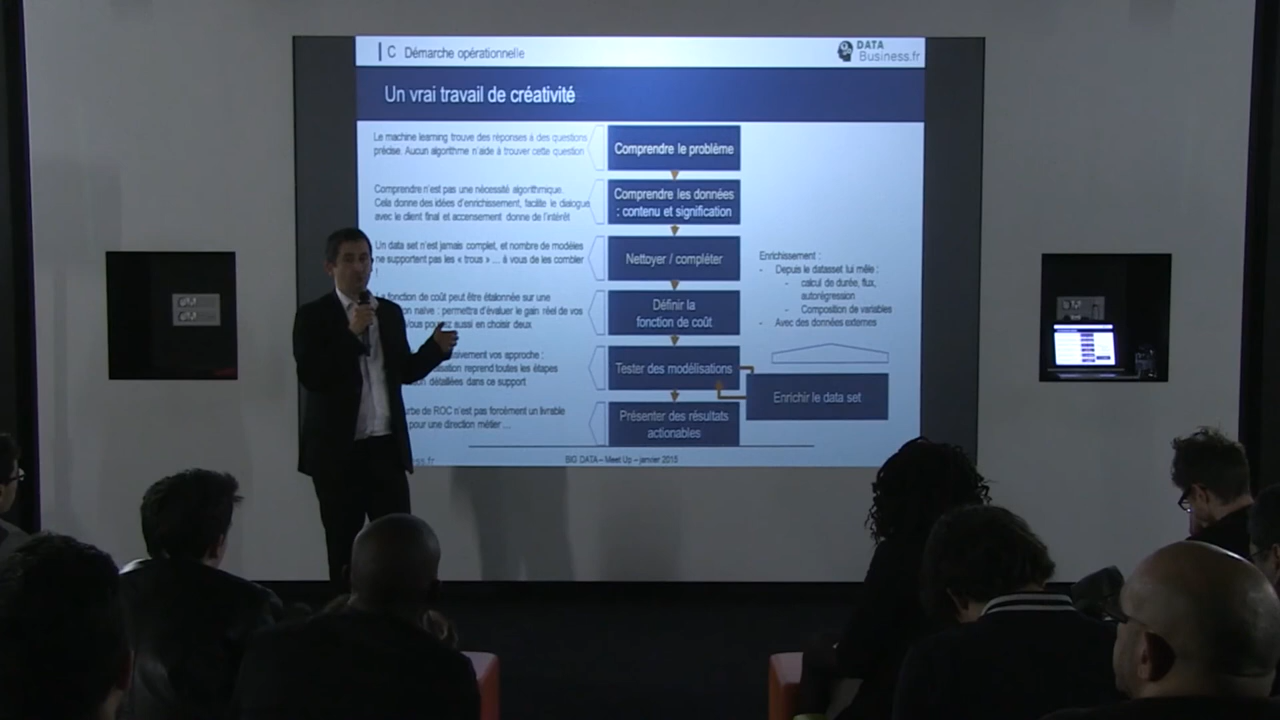 C Démarche opérationnelle
DATA
Business.fr
Un vrai travail de créativité
Le machine learning trouve des réponses à des questions
précise. Aucun algorithme n'aide à trouver cette question
Comprendre le problème
Comprendre n'est pas une nécessité algorithmique.
Cela donne des idées d'enrichissement, facilite le dialogue
avec le client final et accensement donne de l'intérêt
Comprendre les données
: contenu et signification
Un data set n'est jamais complet, et nombre de modèles
ne supportent pas les « trous » ... à vous de les combler
!
Nettoyer / compléter
fonction de coût peut être étalonnée sur une
naïve : permettra d'évaluer le gain réel de vos
aussi en choisir deux
Définir la
fonction de coût
vos approche :
reprend toutes les étapes
détaillées dans ce support
Tester des modélisations
de ROC n'est pas forcément un livrable
pour une direction métier ...
Présenter des résultats
actionables
Enrichissement :
- Depuis le datasset lui mêle :
- calcul de durée, flux,
autorégression
- Composition de variables
- Avec des données externes
Enrichir le data set
BIG DATA – Meet Up – janvier 2015